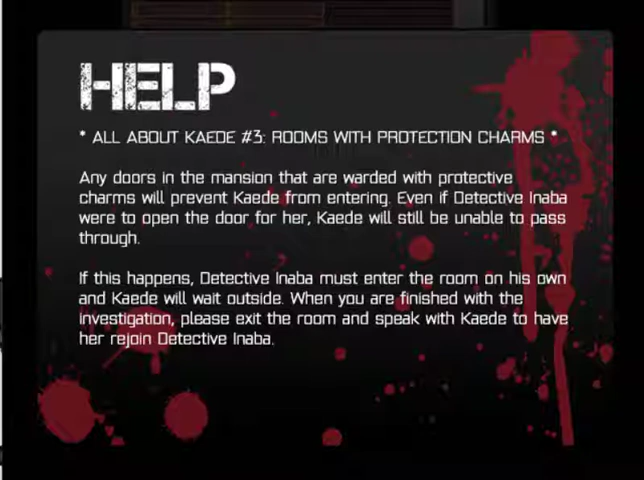 HELP
* ALL ABOUT KAEDE #3: ROOMS WITH PROTECTION CHARMS *
Any doors in the mansion that are warded with protective
charms will prevent Kaede from entering. Even if Detective Inaba
were to open the door for her, Kaede will still be unable to pass
through.
If this happens, Detective Inaba must enter the room on his own
and Kaede will wait outside. When you are finished with the
investigation, please exit the room and speak with Kaede to have
her rejoin Detective Inaba.